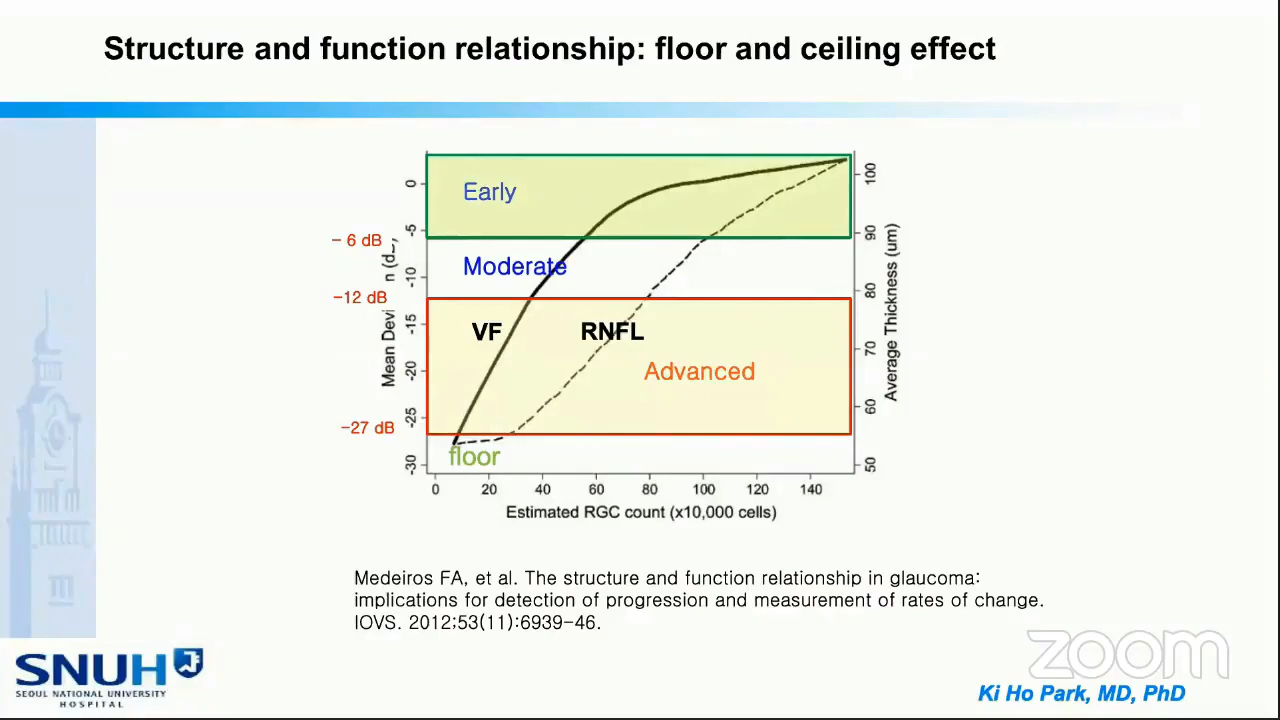 Structure and function relationship: floor and ceiling effect
Early
Moderate
VF
RNFL
Advanced
floor
– 6 dB
–12 dB
–27 dB
Mean Devi
n (d
0
-5
-10
-15
-20
-25
-30
100
90
80
70
60
50
Average Thickness (um)
0 20 40 60 80 100 120 140
Estimated RGC count (x10,000 cells)
Medeiros FA, et al. The structure and function relationship in glaucoma:
implications for detection of progression and measurement of rates of change.
IOVS. 2012;53(11):6939-46.
zoom
SNUH
SEOUL NATIONAL UNIVERSITY
HOSPITAL
Ki Ho Park, MD, PhD